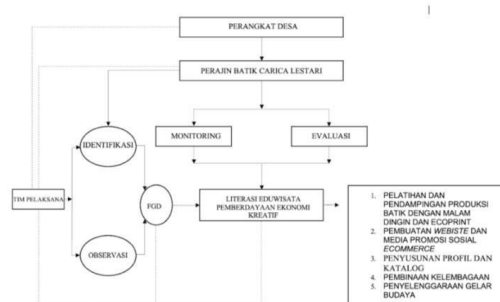 PERANGKAT DESA
PERAJIN BATIK CARICA LESTARI
IDENTIFIKASI
MONITORING
EVALUASI
TIM PELAKSANA
FGD
LITERASI EDUWISATA
PEMBERDAYAAN EKONOMI
KREATIF
OBSERVASI
1. PELATIHAN DAN
PENDAMPINGAN PRODUKSI
BATIK DENGAN MALAM
DINGIN DAN ECOPRINT
2. PEMBUATAN WEBISTE DAN
MEDIA PROMOSI SOSIAL
ECOMMERCE
3. PENYUSUNAN PROFIL DAN
KATALOG
4. PEMBINAAN KELEMBAGAAN
5. PENYELENGGARAAN GELAR
BUDAYA